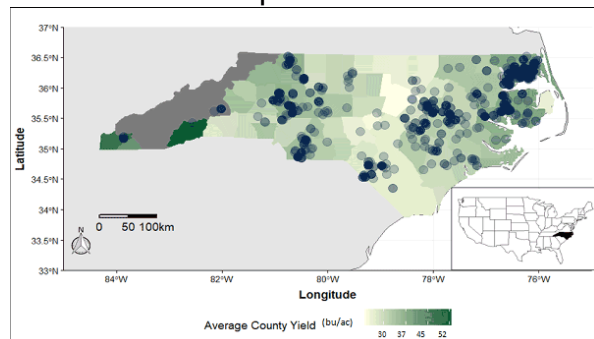 37°N
36.5°N
36°N
35.5°N
35°N
34.5°N
34°N
33.5°N
33°N
Latitude
0 50 100km
N
84°W 82°W 80°W 78°W 76°W
Longitude
Average County Yield (bu/ac)
30 37 45 52